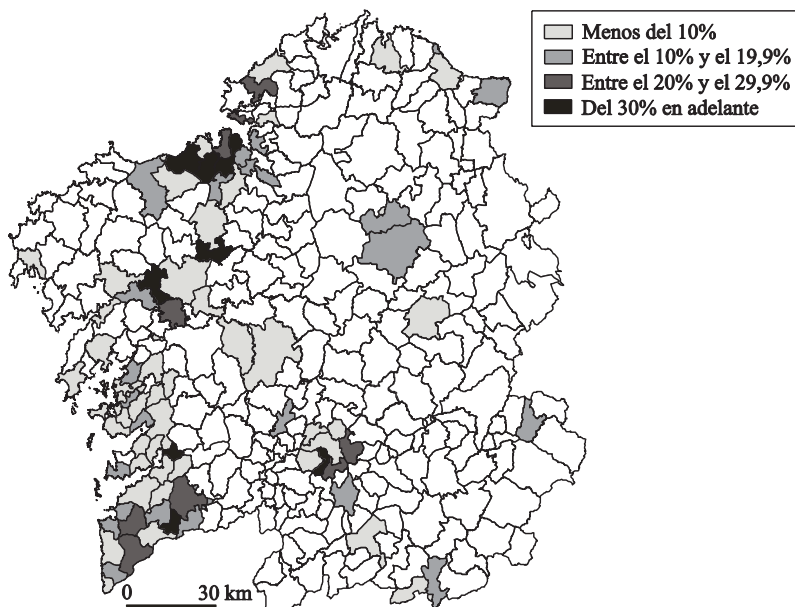 Menos del 10%
Entre el 10% y el 19,9%
Entre el 20% y el 29,9%
Del 30% en adelante
0 30 km